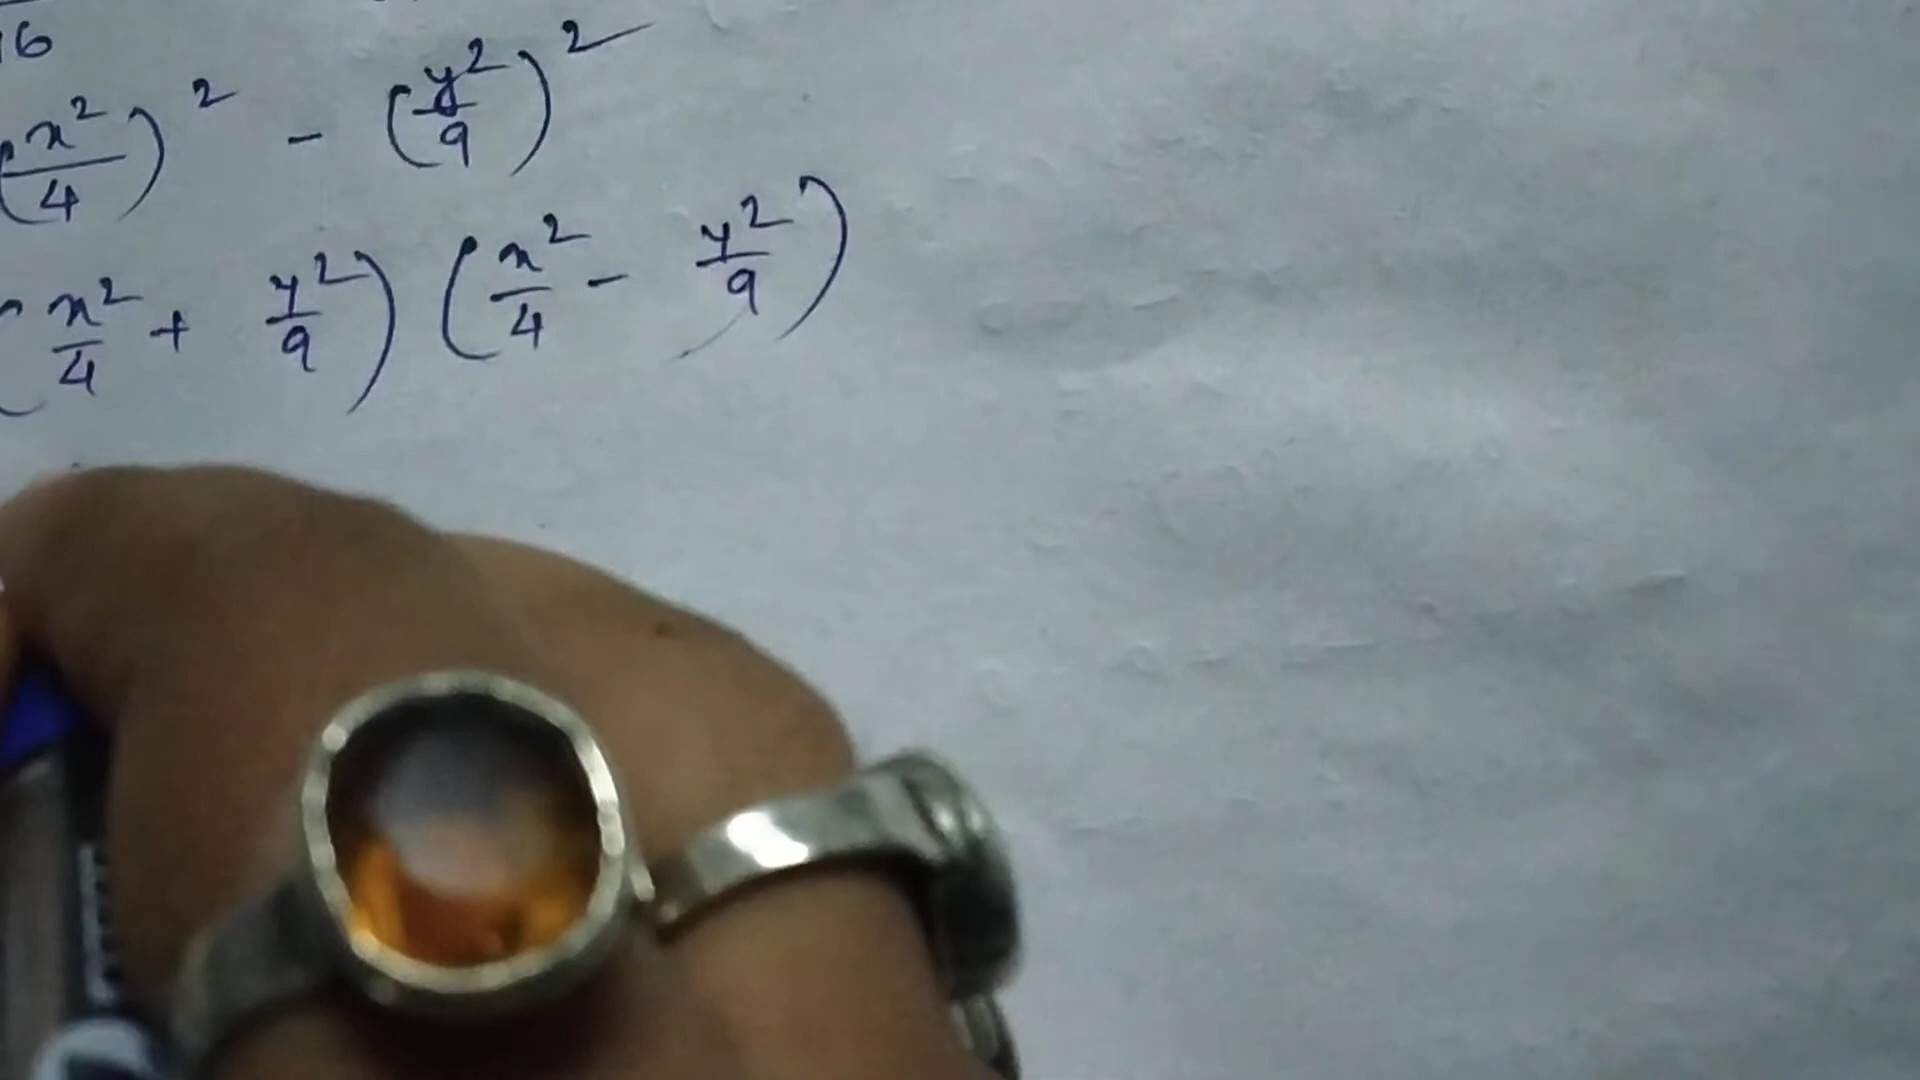 16
(x²/4)² - (y²/9)²
(x²/4 + y²/9) (x²/4 - y²/9)